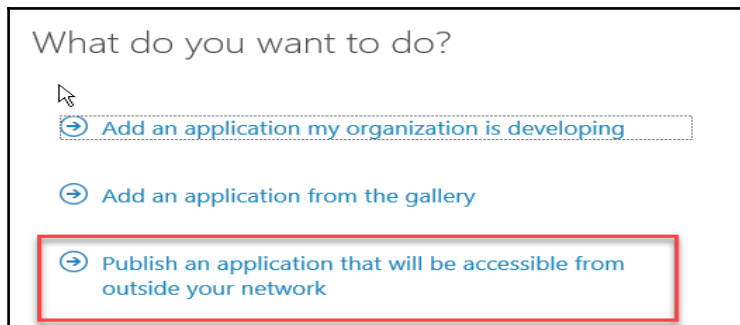 What do you want to do?
Add an application my organization is developing
Add an application from the gallery
Publish an application that will be accessible from
outside your network